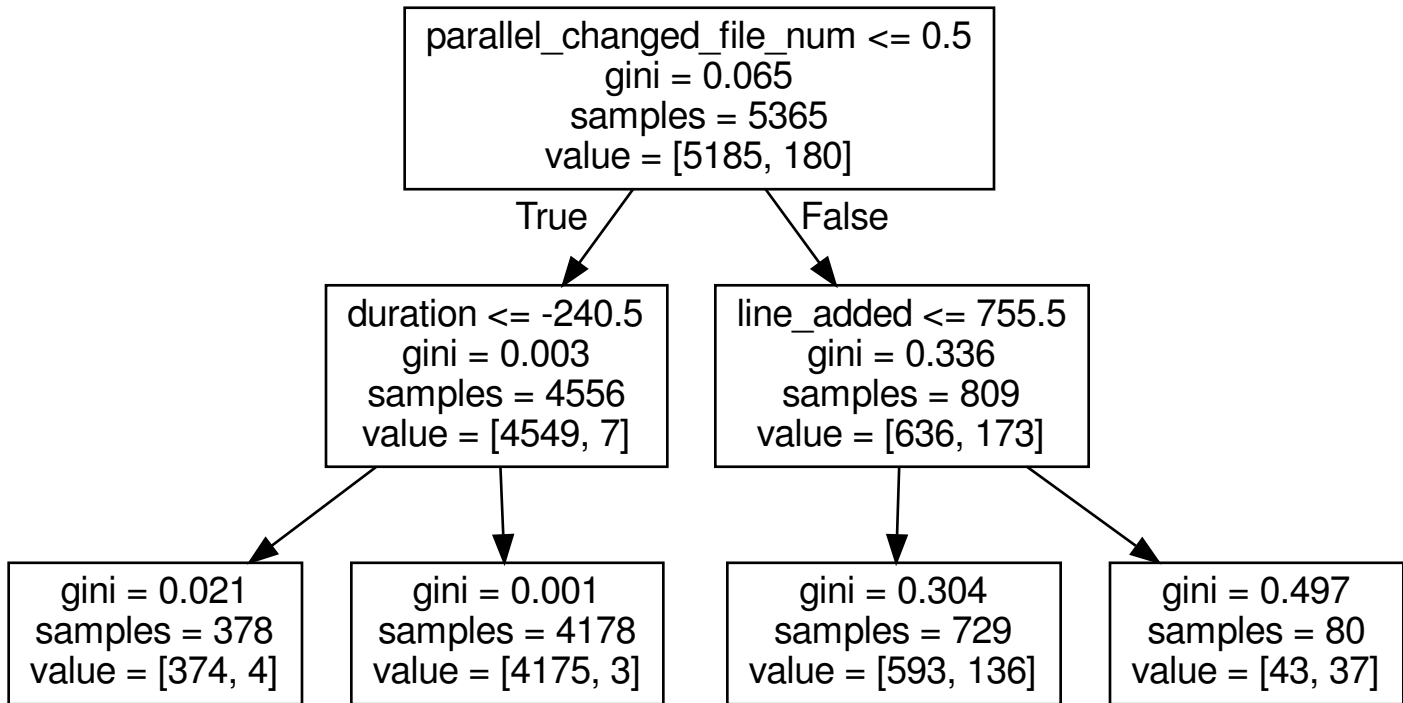 parallel_changed_file_num <= 0.5
gini = 0.065
samples = 5365
value = [5185, 180]
True
False
duration <= -240.5
gini = 0.003
samples = 4556
value = [4549, 7]
line_added <= 755.5
gini = 0.336
samples = 809
value = [636, 173]
gini = 0.021
samples = 378
value = [374, 4]
gini = 0.001
samples = 4178
value = [4175, 3]
gini = 0.304
samples = 729
value = [593, 136]
gini = 0.497
samples = 80
value = [43, 37]